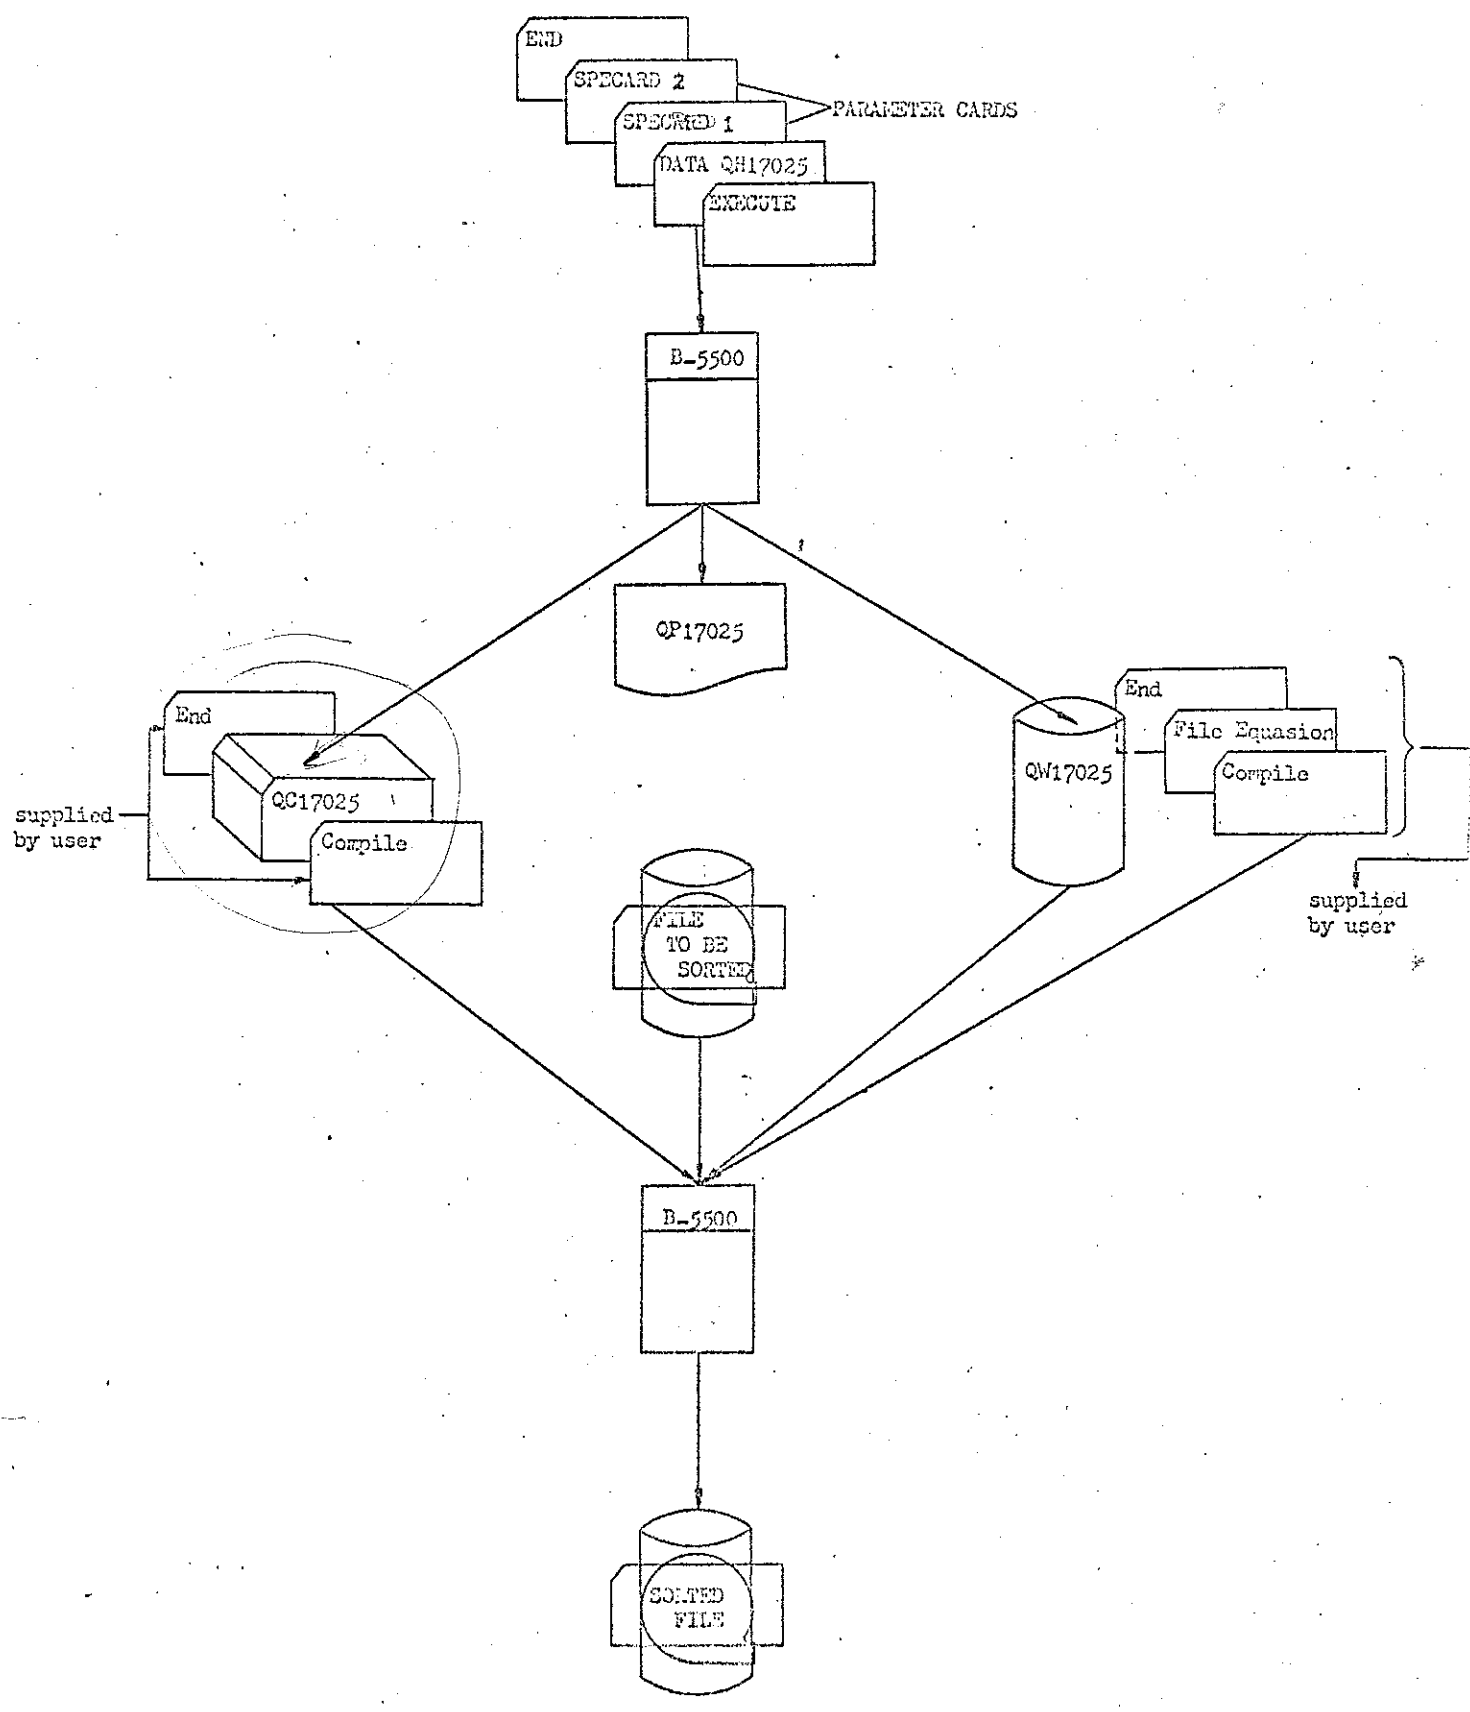 END
SPECARD 2
PARAMETER CARDS
SPECARD 1
DATA QH17025
EXECUTE
B-5500
QP17025
End
QC17025
Compile
supplied
by user
End
File Equasion
QW17025
Compile
supplied
by user
FILE
TO BE
SORTED
B-5500
SORTED
FILE